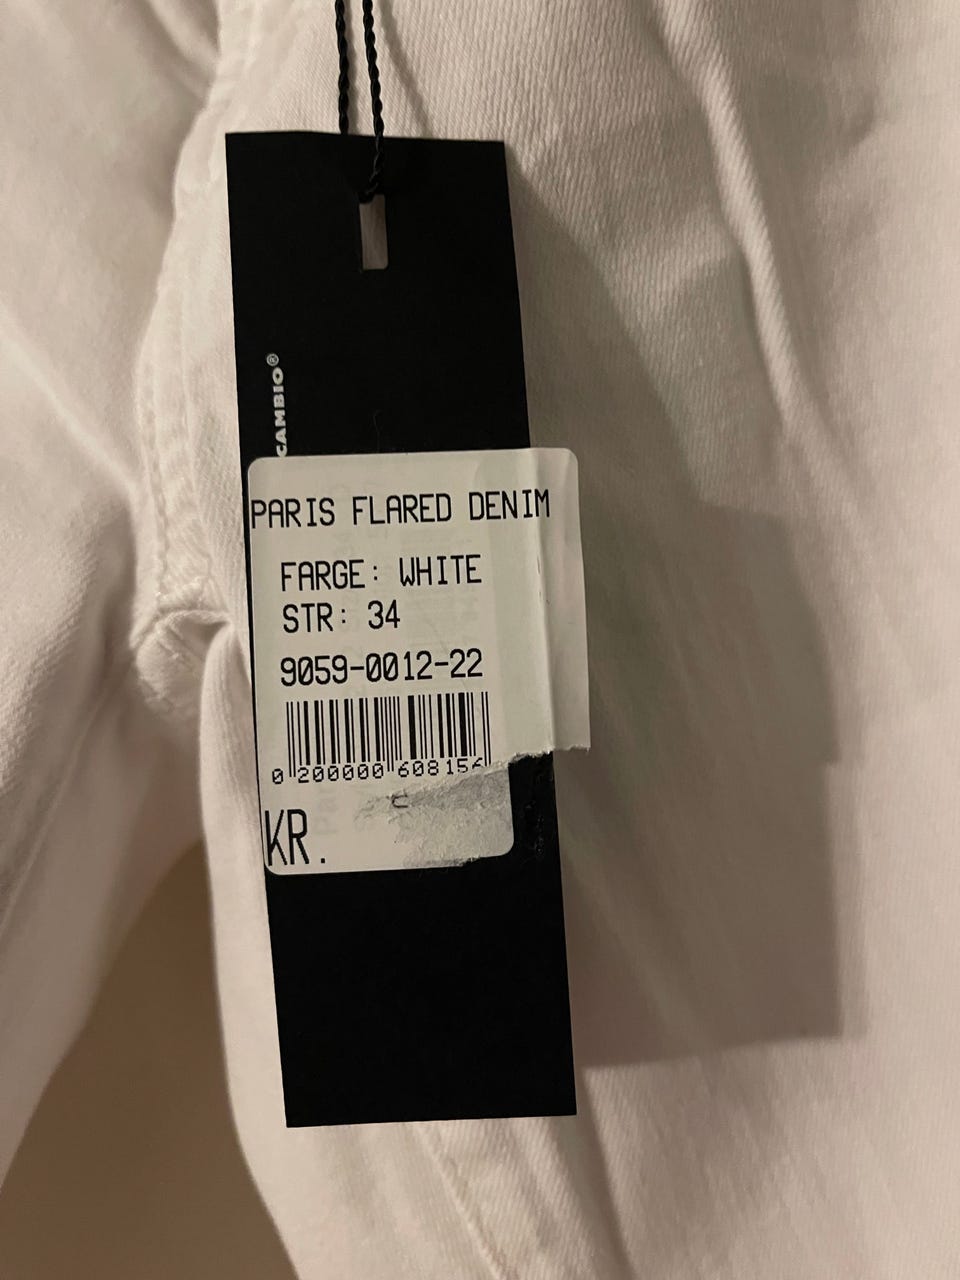 CAMBIO®
PARIS FLARED DENIM
FARGE: WHITE
STR: 34
9059-0012-22
0 200000 608156
KR.